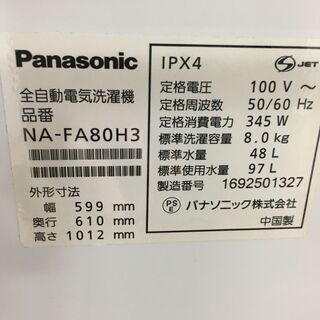 Panasonic
全自動電気洗濯機
品番
NA-FA80H3
外形寸法
幅 599 mm
奥行 610 mm
高さ 1012 mm
IPX4
S JET
定格電圧 100 V ～
定格周波数 50/60 Hz
定格消費電力 345 W
標準洗濯容量 8.0kg
標準水量 48 L
標準使用水量 97 L
製造番号 1692501327
PS E パナソニック株式会社
中国製